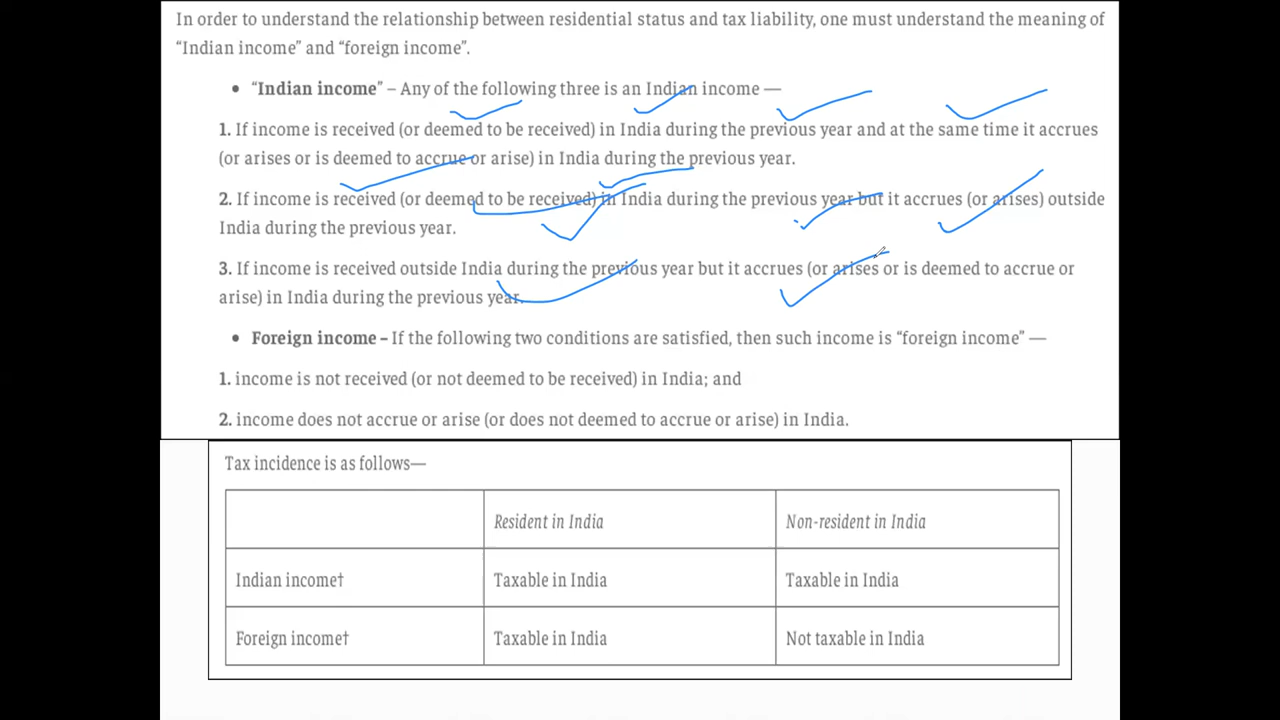 In order to understand the relationship between residential status and tax liability, one must understand the meaning of
“Indian income” and “foreign income”.
• “Indian income” – Any of the following three is an Indian income —
1. If income is received (or deemed to be received) in India during the previous year and at the same time it accrues
(or arises or is deemed to accrue or arise) in India during the previous year.
2. If income is received (or deemed to be received) in India during the previous year but it accrues (or arises) outside
India during the previous year.
3. If income is received outside India during the previous year but it accrues (or arises or is deemed to accrue or
arise) in India during the previous year.
• Foreign income – If the following two conditions are satisfied, then such income is “foreign income” —
1. income is not received (or not deemed to be received) in India; and
2. income does not accrue or arise (or does not deemed to accrue or arise) in India.
Tax incidence is as follows—
Resident in India Non-resident in India
Indian income† Taxable in India Taxable in India
Foreign income† Taxable in India Not taxable in India